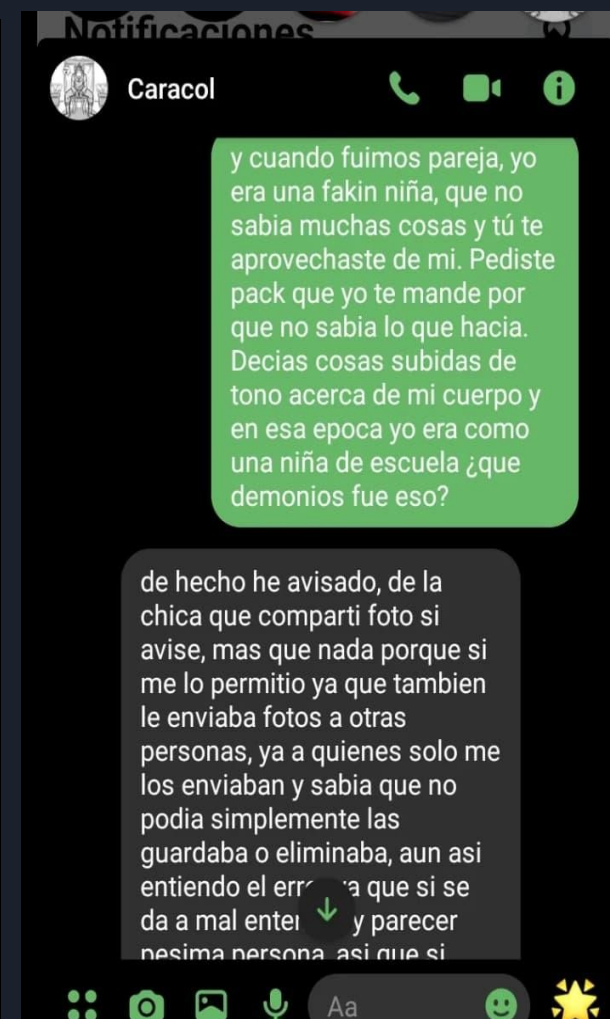 Notificaciones
Caracol
y cuando fuimos pareja, yo
era una fakin niña, que no
sabia muchas cosas y tú te
aprovechaste de mi. Pediste
pack que yo te mande por
que no sabia lo que hacia.
Decias cosas subidas de
tono acerca de mi cuerpo y
en esa epoca yo era como
una niña de escuela ¿que
demonios fue eso?
de hecho he avisado, de la
chica que comparti foto si
avise, mas que nada porque si
me lo permitio ya que tambien
le enviaba fotos a otras
personas, ya a quienes solo me
los enviaban y sabia que no
podia simplemente las
guardaba o eliminaba, aun asi
entiendo el que si se
da a mal y parecer
pesima persona, asi que si
Aa